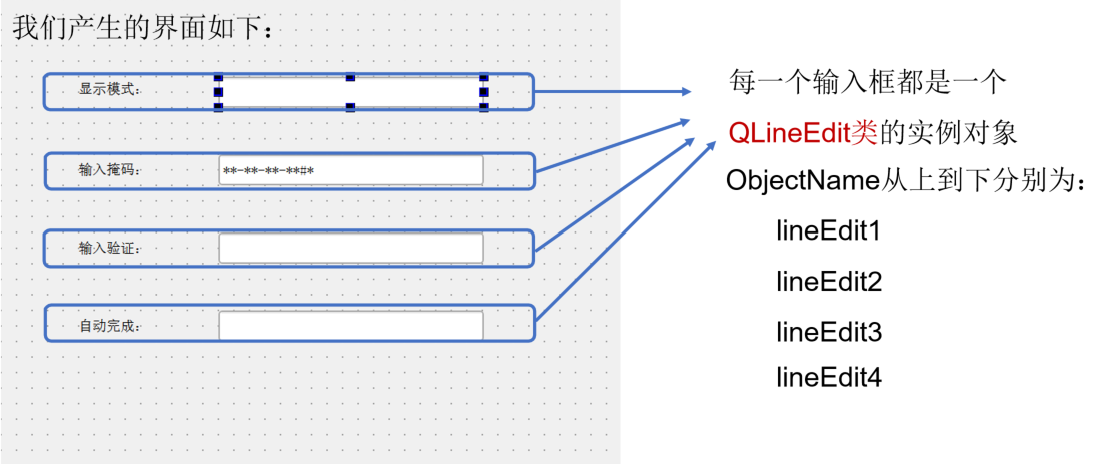 我们产生的界面如下：
显示模式：
输入掩码：
**-**-**-**#*
输入验证：
自动完成：
每一个输入框都是一个
QLineEdit类的实例对象
ObjectName从上到下分别为：
lineEdit1
lineEdit2
lineEdit3
lineEdit4